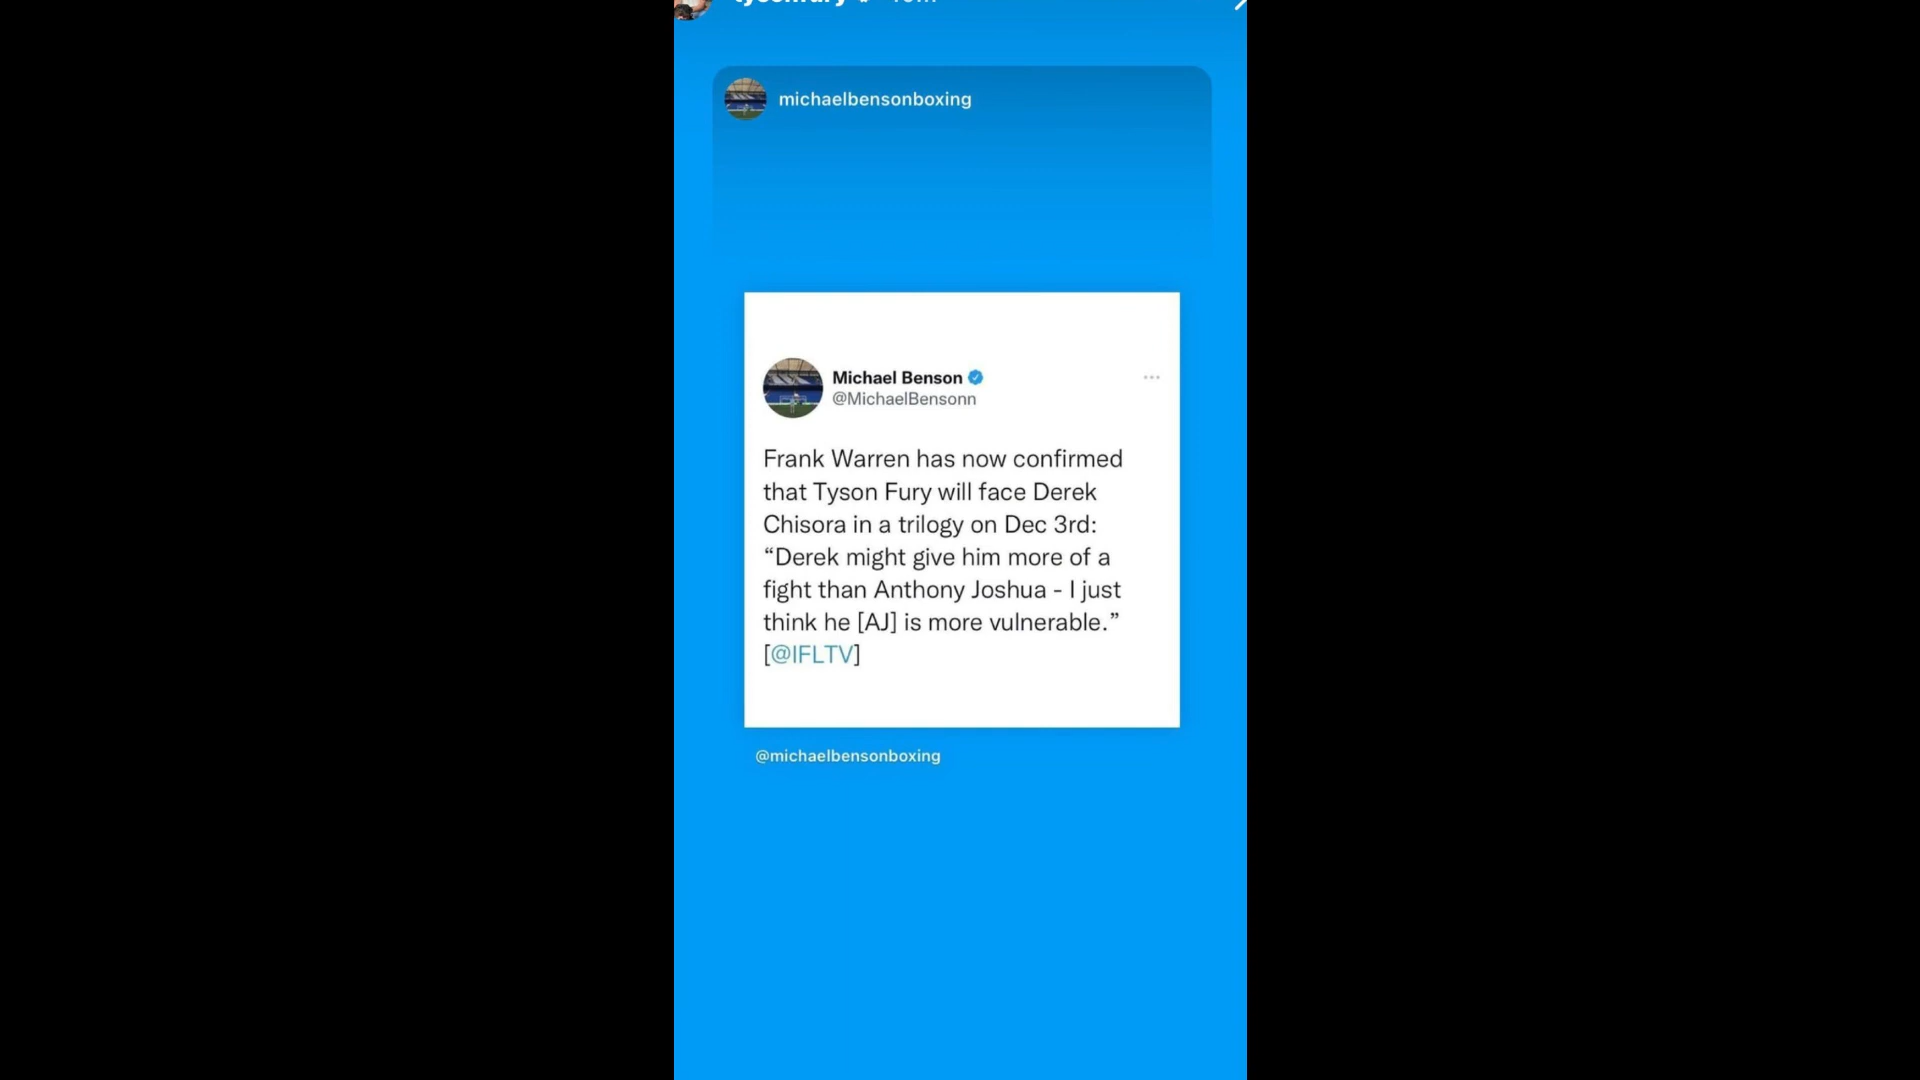 tysonfury
michaelbensonboxing
Michael Benson
@MichaelBensonn
Frank Warren has now confirmed
that Tyson Fury will face Derek
Chisora in a trilogy on Dec 3rd:
“Derek might give him more of a
fight than Anthony Joshua - I just
think he [AJ] is more vulnerable.”
[@IFLTV]
@michaelbensonboxing